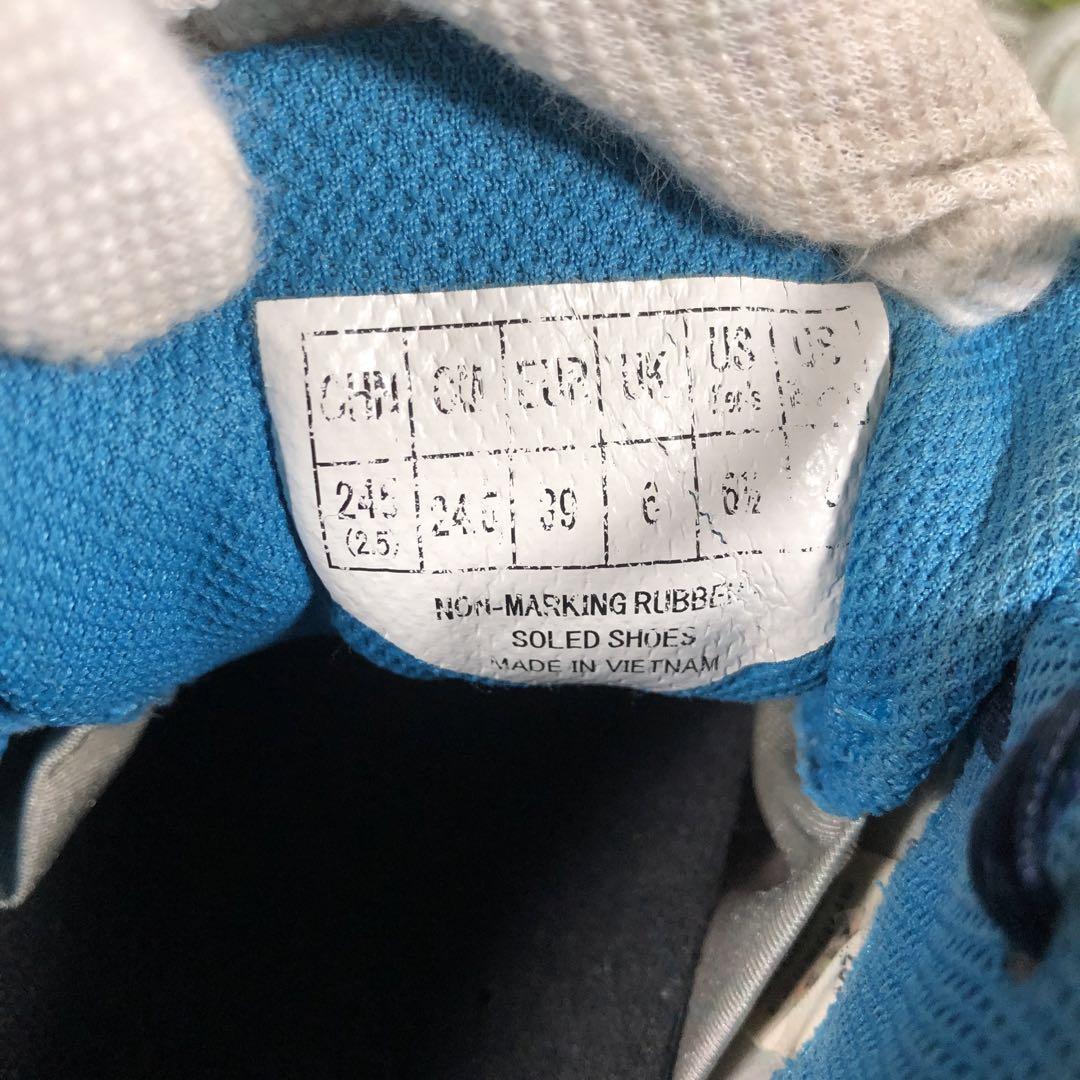 CHN CM EUR UK US US
245 24.5 39 6 6½
(2.5)
NON-MARKING RUBBER
SOLED SHOES
MADE IN VIETNAM